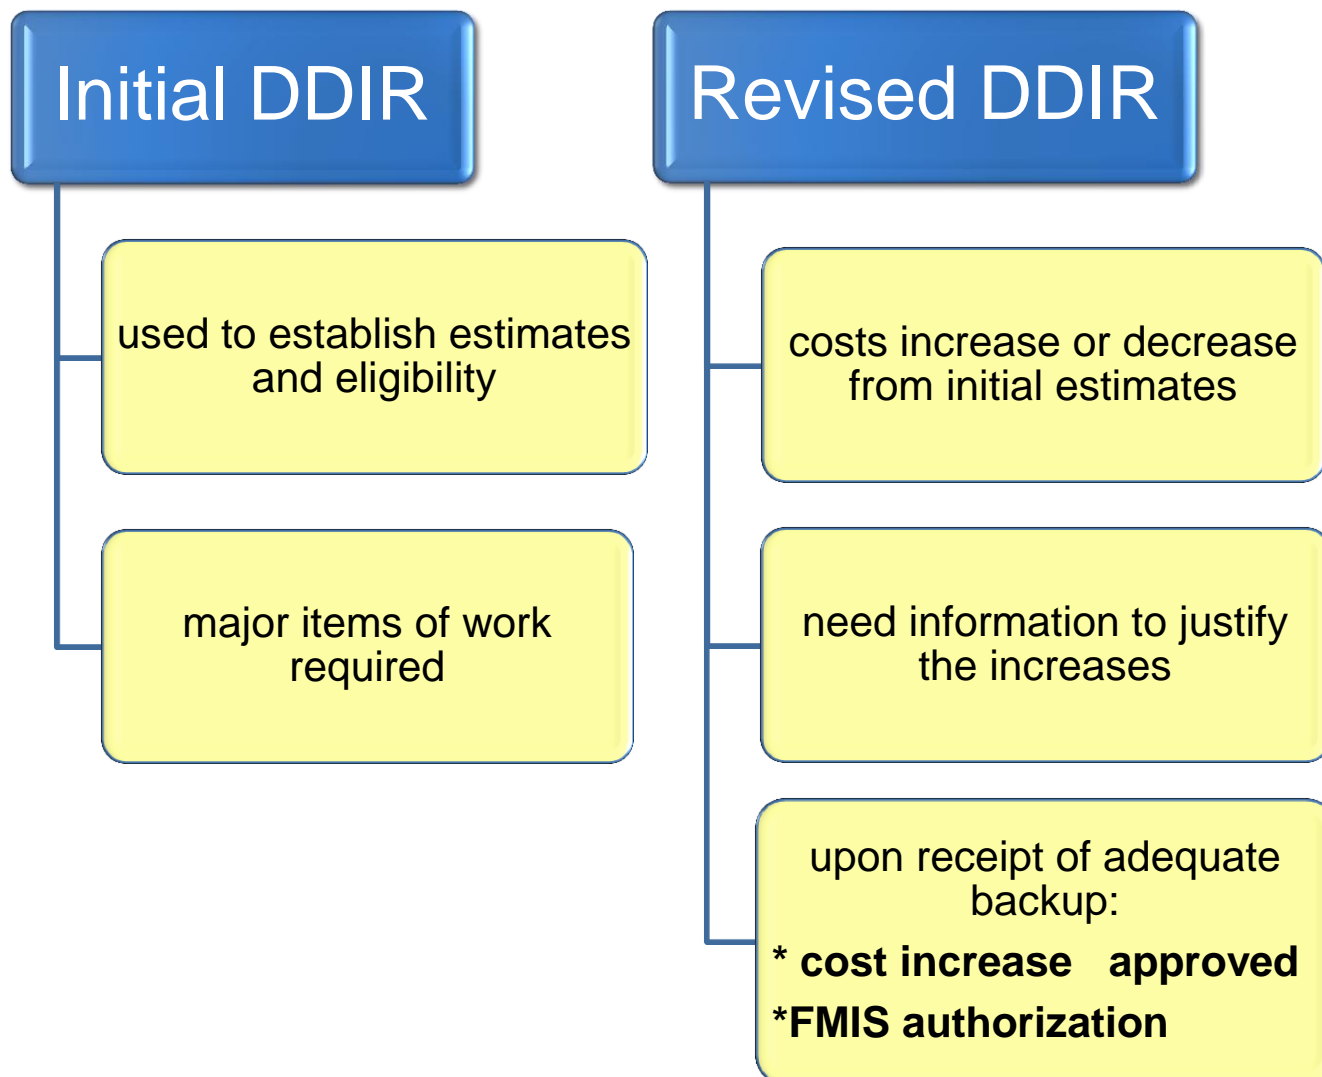 Initial DDIR
used to establish estimates
and eligibility
major items of work
required
Revised DDIR
costs increase or decrease
from initial estimates
need information to justify
the increases
upon receipt of adequate
backup:
* cost increase   approved
*FMIS authorization